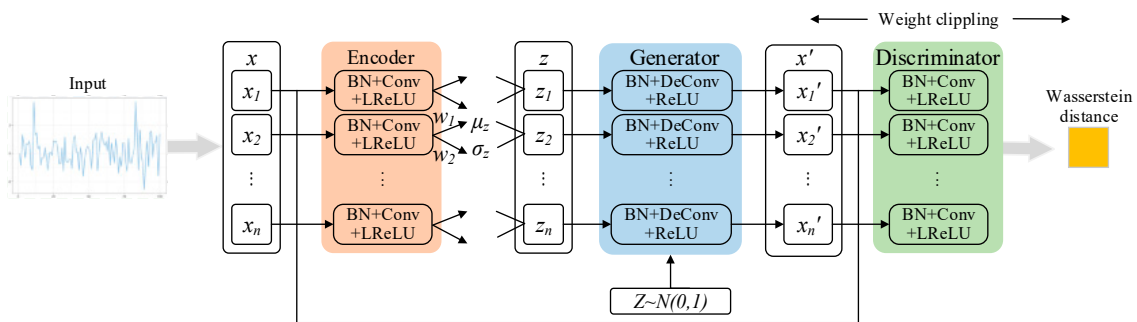 Weight clippling
Input
x
Encoder
z
Generator
x'
Discriminator
Wasserstein
distance
x1
BN+Conv
+LReLU
z1
BN+DeConv
+ReLU
x1'
BN+Conv
+LReLU
w1
μz
x2
BN+Conv
+LReLU
z2
BN+DeConv
+ReLU
x2'
BN+Conv
+LReLU
w2
σz
⋮
⋮
⋮
⋮
⋮
⋮
xn
BN+Conv
+LReLU
zn
BN+DeConv
+ReLU
xn'
BN+Conv
+LReLU
Z~N(0,1)